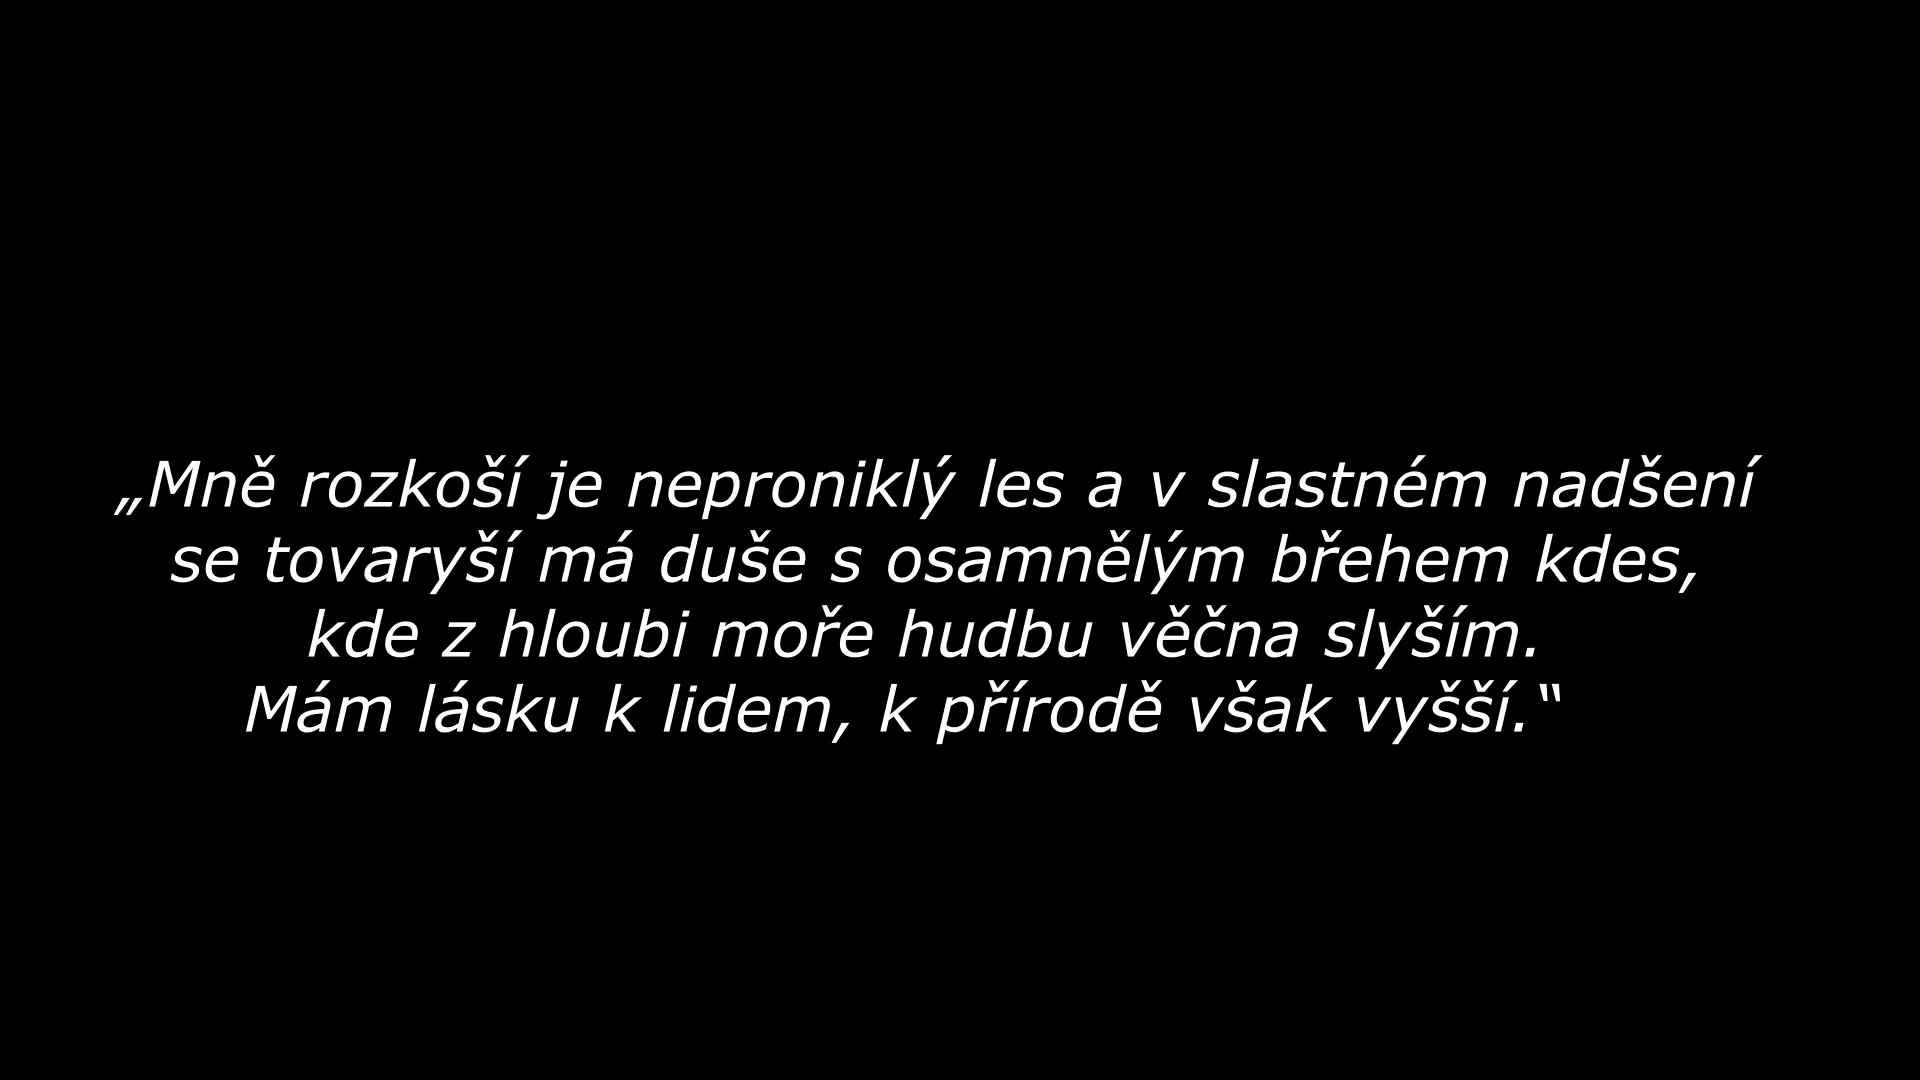 „Mně rozkoší je neproniklý les a v slastném nadšení
se tovaryší má duše s osamnělým břehem kdes,
kde z hloubi moře hudbu věčna slyším.
Mám lásku k lidem, k přírodě však vyšší.“